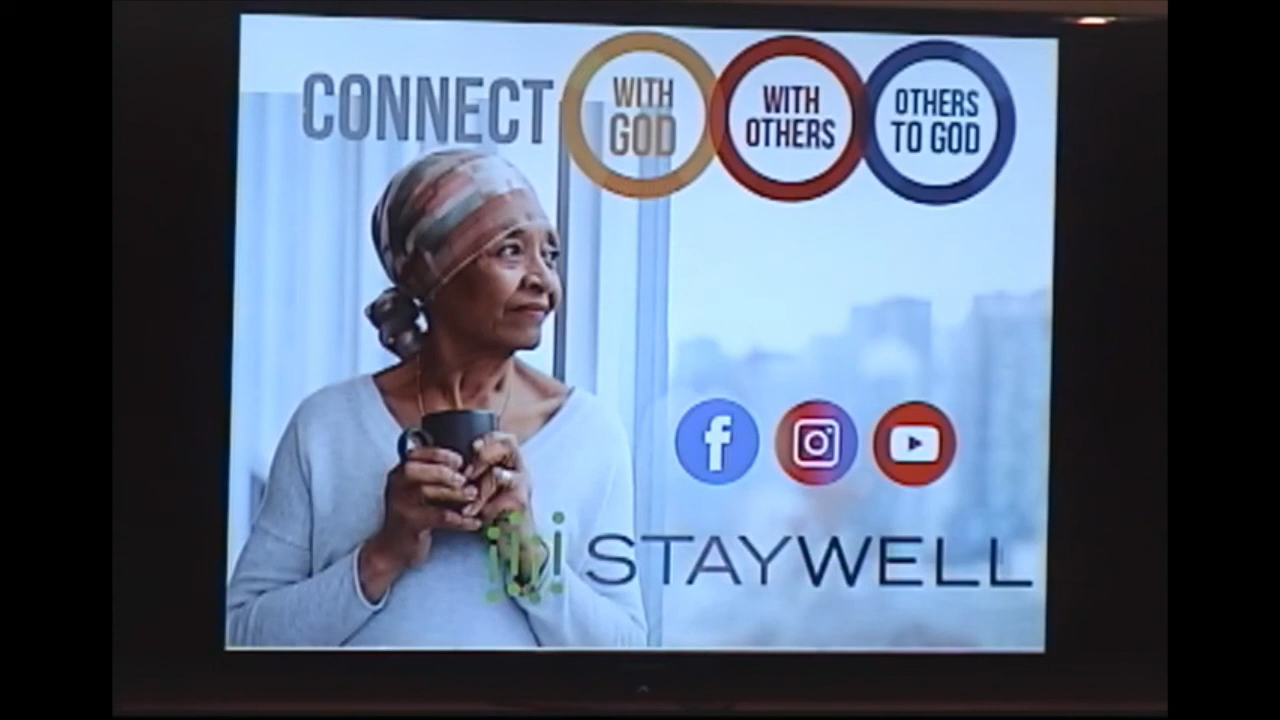 CONNECT
WITH
GOD
WITH
OTHERS
OTHERS
TO GOD
STAYWELL